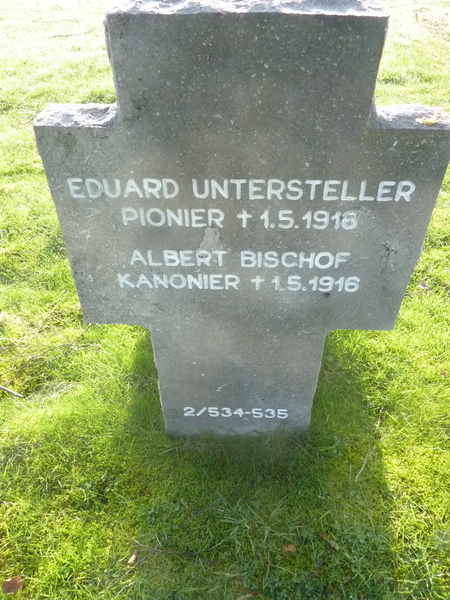 EDUARD UNTERSTELLER
PIONIER † 1.5.1916
ALBERT BISCHOF
KANONIER † 1.5.1916
2/534-535